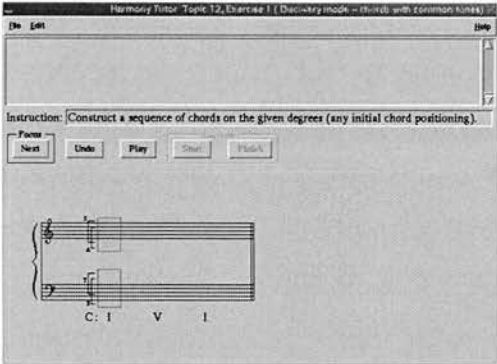 Harmony Tutor Topic 12, Exercise 1 ( Discovery mode – chords with common tones)
File Edit Help
Instruction: Construct a sequence of chords on the given degrees (any initial chord positioning).
Focus
Next Undo Play Start Finish
S
A
T
B
C: I V I